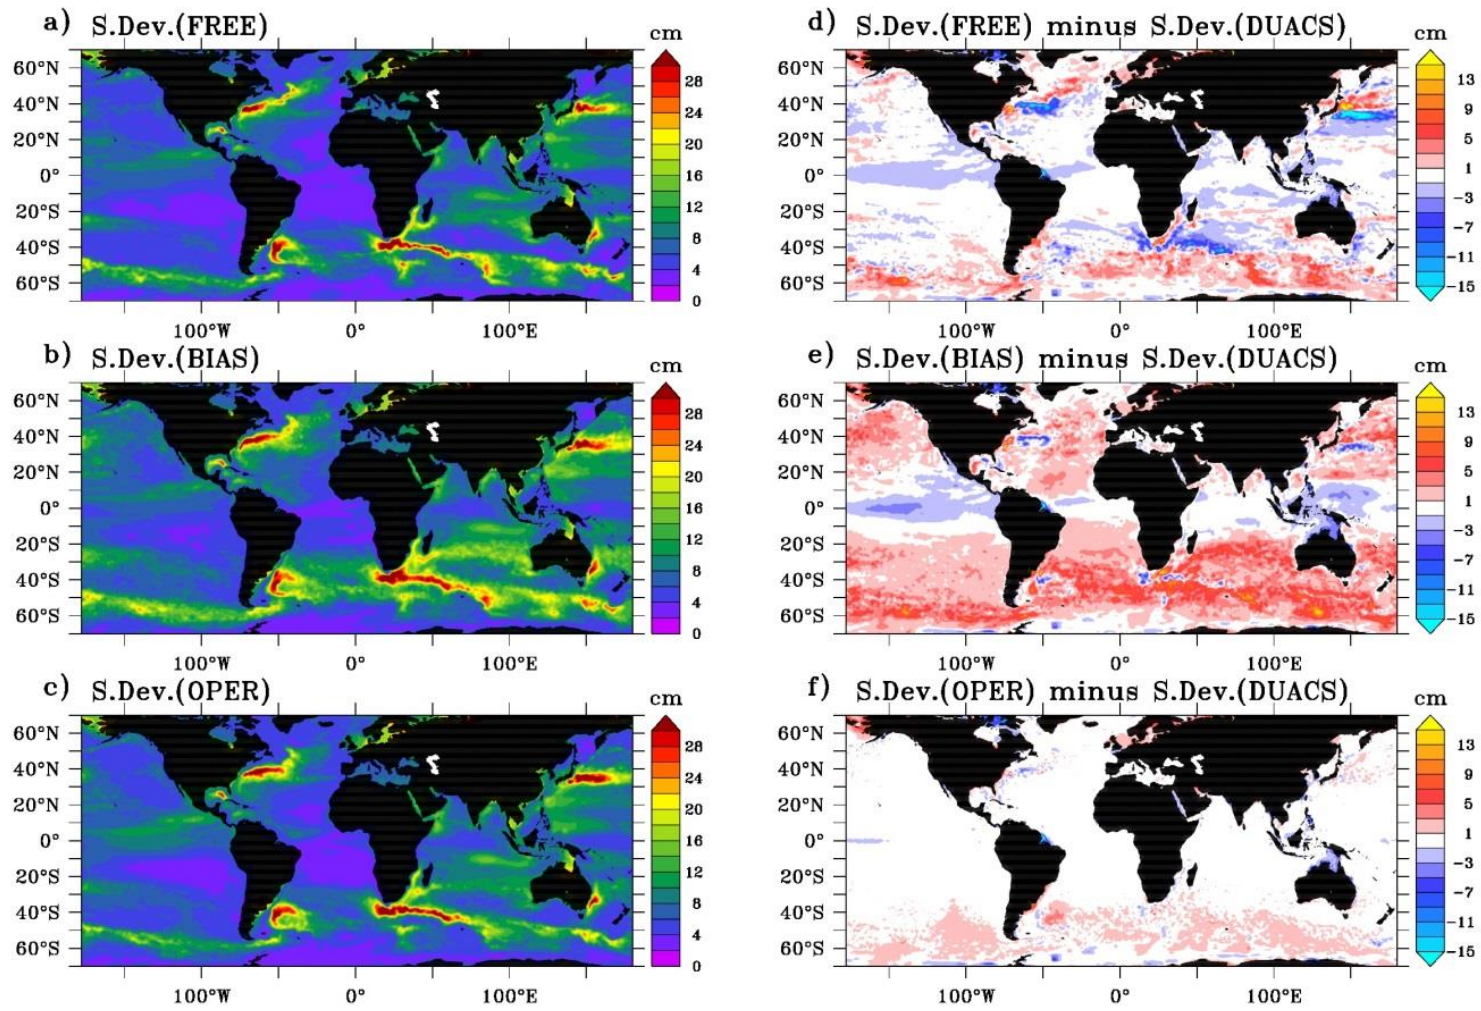 a) S.Dev.(FREE)
cm
60°N
40°N
20°N
0°
20°S
40°S
60°S
100°W 0° 100°E
28
24
20
16
12
8
4
0
d) S.Dev.(FREE) minus S.Dev.(DUACS)
cm
60°N
40°N
20°N
0°
20°S
40°S
60°S
100°W 0° 100°E
13
9
5
1
-3
-7
-11
-15
b) S.Dev.(BIAS)
cm
60°N
40°N
20°N
0°
20°S
40°S
60°S
100°W 0° 100°E
28
24
20
16
12
8
4
0
e) S.Dev.(BIAS) minus S.Dev.(DUACS)
cm
60°N
40°N
20°N
0°
20°S
40°S
60°S
100°W 0° 100°E
13
9
5
1
-3
-7
-11
-15
c) S.Dev.(OPER)
cm
60°N
40°N
20°N
0°
20°S
40°S
60°S
100°W 0° 100°E
28
24
20
16
12
8
4
0
f) S.Dev.(OPER) minus S.Dev.(DUACS)
cm
60°N
40°N
20°N
0°
20°S
40°S
60°S
100°W 0° 100°E
13
9
5
1
-3
-7
-11
-15